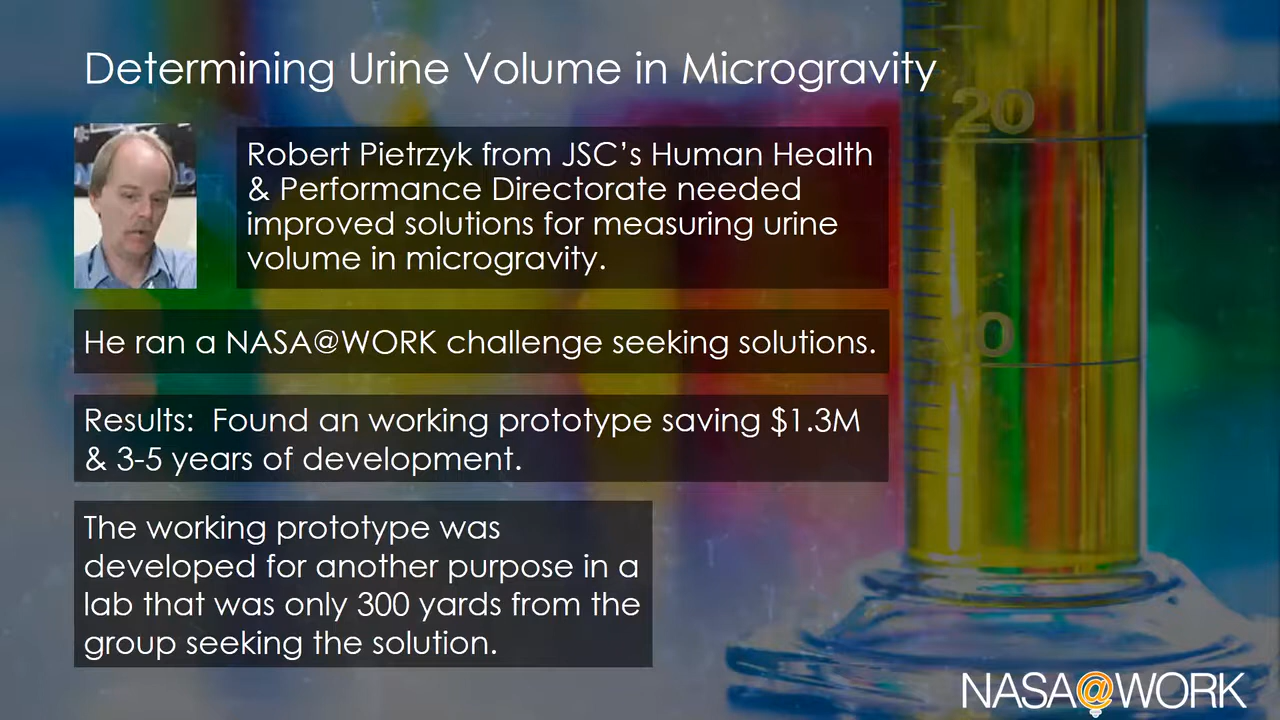 Determining Urine Volume in Microgravity
Robert Pietrzyk from JSC’s Human Health
& Performance Directorate needed
improved solutions for measuring urine
volume in microgravity.
He ran a NASA@WORK challenge seeking solutions.
Results:  Found an working prototype saving $1.3M
& 3-5 years of development.
The working prototype was
developed for another purpose in a
lab that was only 300 yards from the
group seeking the solution.
20
NASA@WORK